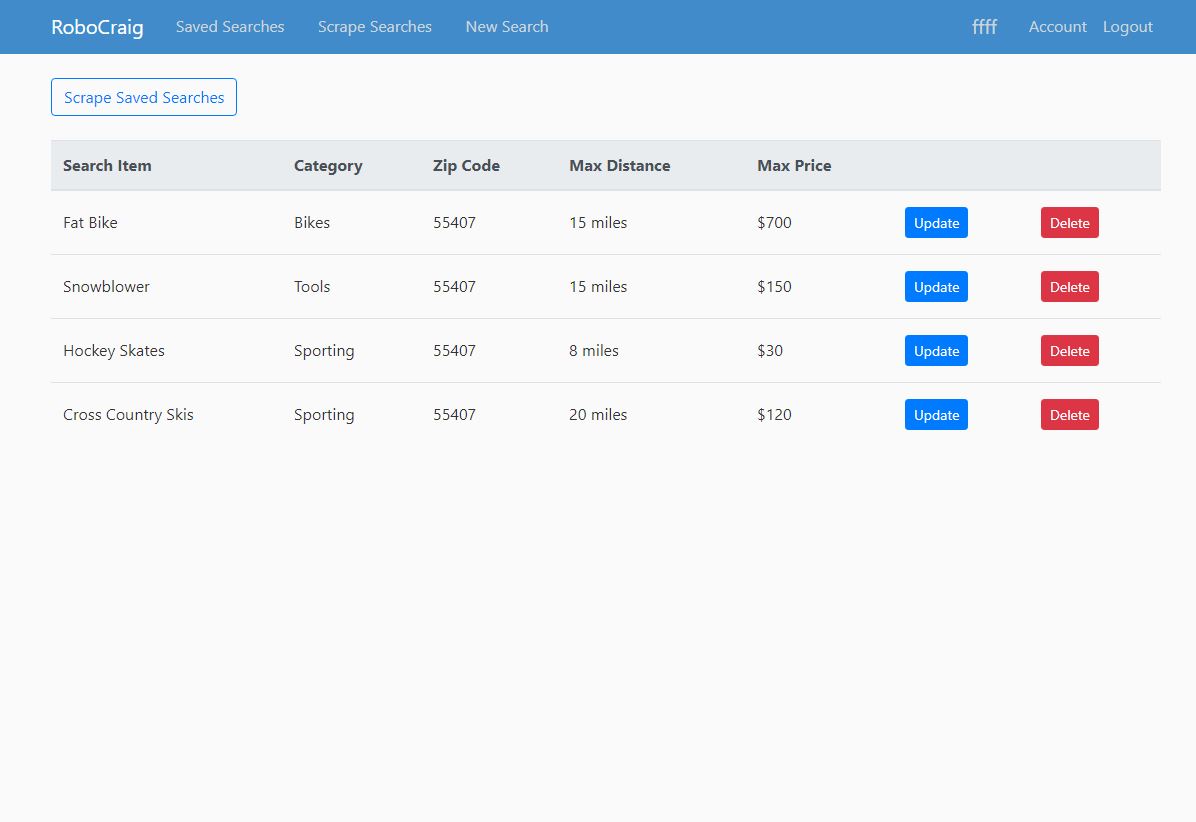 RoboCraig Saved Searches Scrape Searches New Search ffff Account Logout
Scrape Saved Searches
Search Item Category Zip Code Max Distance Max Price
Fat Bike Bikes 55407 15 miles $700 Update Delete
Snowblower Tools 55407 15 miles $150 Update Delete
Hockey Skates Sporting 55407 8 miles $30 Update Delete
Cross Country Skis Sporting 55407 20 miles $120 Update Delete